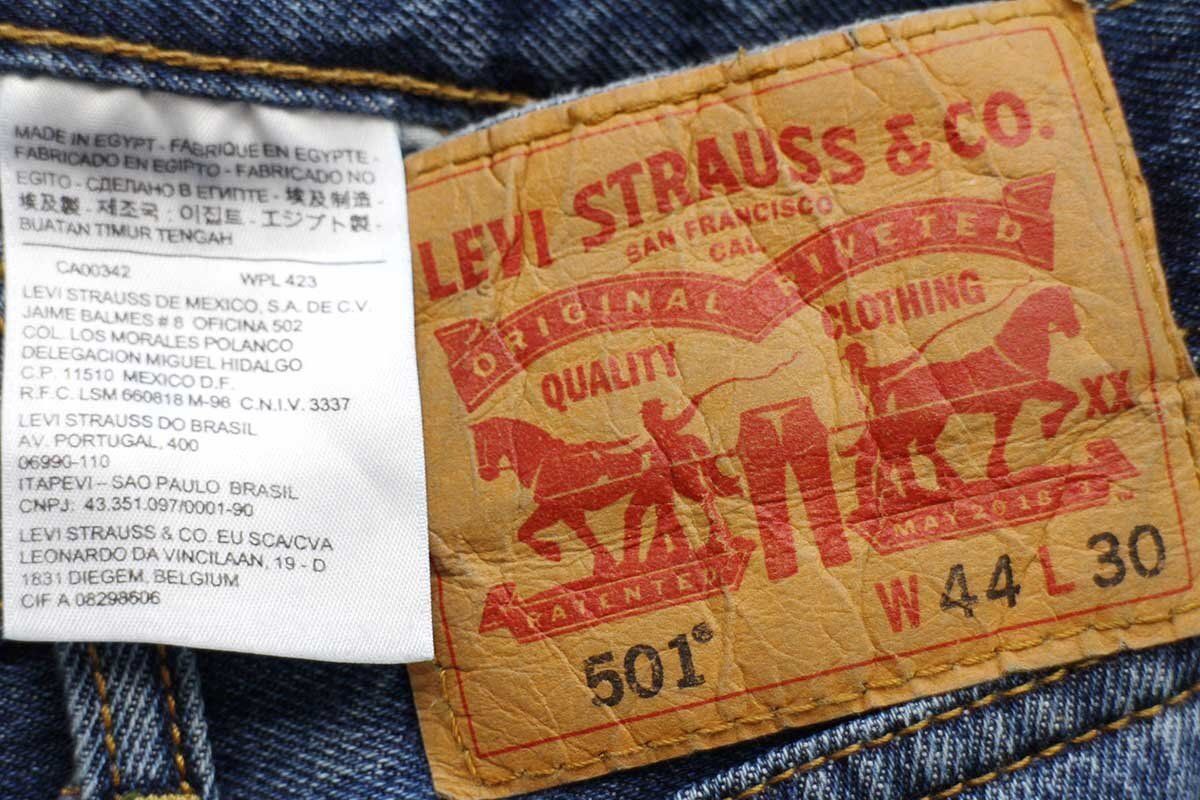 MADE IN EGYPT - FABRIQUE EN EGYPTE -
FABRICADO EN EGIPTO - FABRICADO NO
EGITO - СДЕЛАНО В ЕГИПТЕ - 埃及制造 -
埃及製 - 제조국 : 이집트 - エジプト製 -
BUATAN TIMUR TENGAH
CA00342 WPL 423
LEVI STRAUSS DE MEXICO, S.A. DE C.V.
JAIME BALMES # 8 OFICINA 502
COL. LOS MORALES POLANCO
DELEGACION MIGUEL HIDALGO
C.P. 11510 MEXICO D.F.
R.F.C. LSM 660818 M-98 C.N.I.V. 3337
LEVI STRAUSS DO BRASIL
AV. PORTUGAL, 400
06990-110
ITAPEVI – SAO PAULO BRASIL
CNPJ: 43.351.097/0001-90
LEVI STRAUSS & CO. EU SCA/CVA
LEONARDO DA VINCILAAN, 19 - D
1831 DIEGEM, BELGIUM
CIF A 08298606
LEVI STRAUSS & CO.
SAN FRANCISCO
CAL.
ORIGINAL RIVETED
QUALITY CLOTHING
XX
PATENTED MAY 20 18 ™
501® W 44 L 30